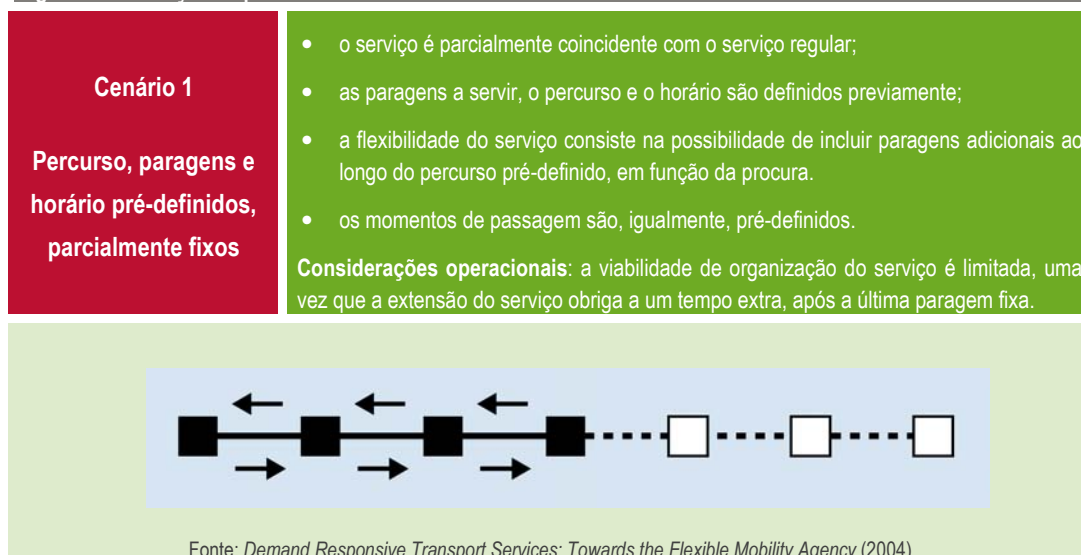 Cenário 1
Percurso, paragens e
horário pré-definidos,
parcialmente fixos
• o serviço é parcialmente coincidente com o serviço regular;
• as paragens a servir, o percurso e o horário são definidos previamente;
• a flexibilidade do serviço consiste na possibilidade de incluir paragens adicionais ao
longo do percurso pré-definido, em função da procura.
• os momentos de passagem são, igualmente, pré-definidos.
Considerações operacionais: a viabilidade de organização do serviço é limitada, uma
vez que a extensão do serviço obriga a um tempo extra, após a última paragem fixa.
Fonte: Demand Responsive Transport Services: Towards the Flexible Mobility Agency (2004)